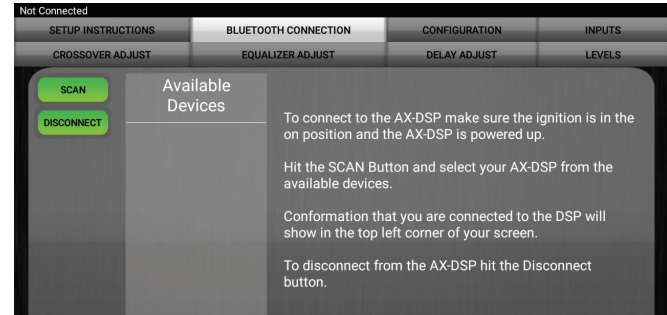 Not Connected
SETUP INSTRUCTIONS BLUETOOTH CONNECTION CONFIGURATION INPUTS
CROSSOVER ADJUST EQUALIZER ADJUST DELAY ADJUST LEVELS
SCAN
DISCONNECT
Available
Devices
To connect to the AX-DSP make sure the ignition is in the
on position and the AX-DSP is powered up.
Hit the SCAN Button and select your AX-DSP from the
available devices.
Conformation that you are connected to the DSP will
show in the top left corner of your screen.
To disconnect from the AX-DSP hit the Disconnect
button.